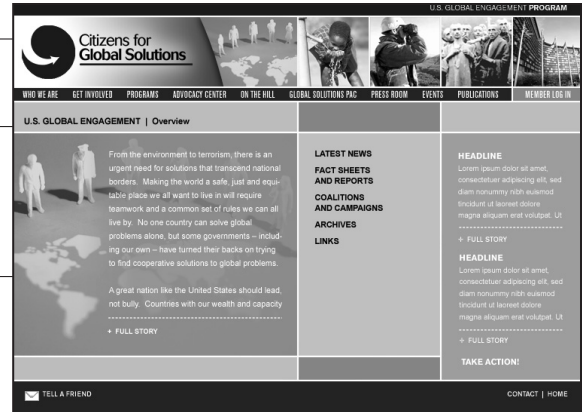 U.S. GLOBAL ENGAGEMENT PROGRAM
Citizens for
Global Solutions
WHO WE ARE GET INVOLVED PROGRAMS ADVOCACY CENTER ON THE HILL GLOBAL SOLUTIONS PAC PRESS ROOM EVENTS PUBLICATIONS MEMBER LOG IN
U.S. GLOBAL ENGAGEMENT | Overview
From the environment to terrorism, there is an
urgent need for solutions that transcend national
borders. Making the world a safe, just and equi-
table place we all want to live in will require
teamwork and a common set of rules we can all
live by. No one country can solve global
problems alone, but some governments – includ-
ing our own – have turned their backs on trying
to find cooperative solutions to global problems.
A great nation like the United States should lead,
not bully. Countries with our wealth and capacity
+ FULL STORY
LATEST NEWS
FACT SHEETS
AND REPORTS
COALITIONS
AND CAMPAIGNS
ARCHIVES
LINKS
HEADLINE
Lorem ipsum dolor sit amet,
consectetuer adipiscing elit, sed
diam nonummy nibh euismod
tincidunt ut laoreet dolore
magna aliquam erat volutpat. Ut
+ FULL STORY
HEADLINE
Lorem ipsum dolor sit amet,
consectetuer adipiscing elit, sed
diam nonummy nibh euismod
tincidunt ut laoreet dolore
magna aliquam erat volutpat. Ut
+ FULL STORY
TAKE ACTION!
TELL A FRIEND
CONTACT | HOME